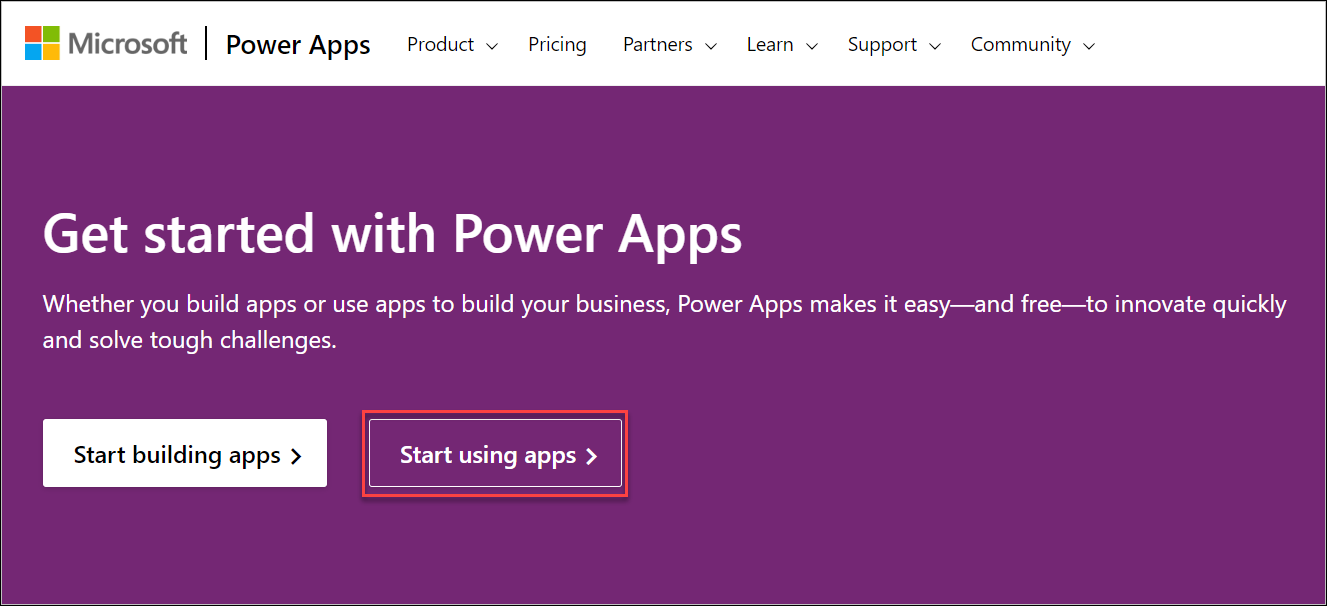 Microsoft | Power Apps Product Pricing Partners Learn Support Community
Get started with Power Apps
Whether you build apps or use apps to build your business, Power Apps makes it easy—and free—to innovate quickly
and solve tough challenges.
Start building apps Start using apps